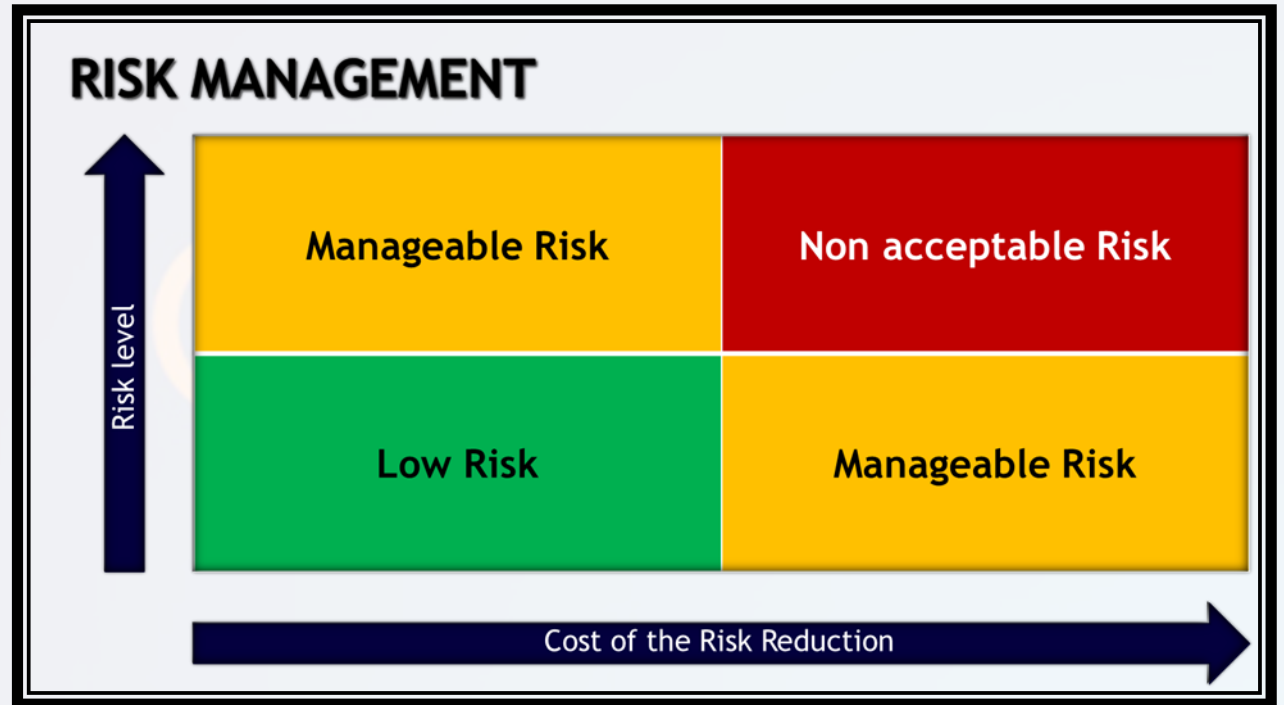 RISK MANAGEMENT
Manageable Risk
Non acceptable Risk
Risk level
Low Risk
Manageable Risk
Cost of the Risk Reduction